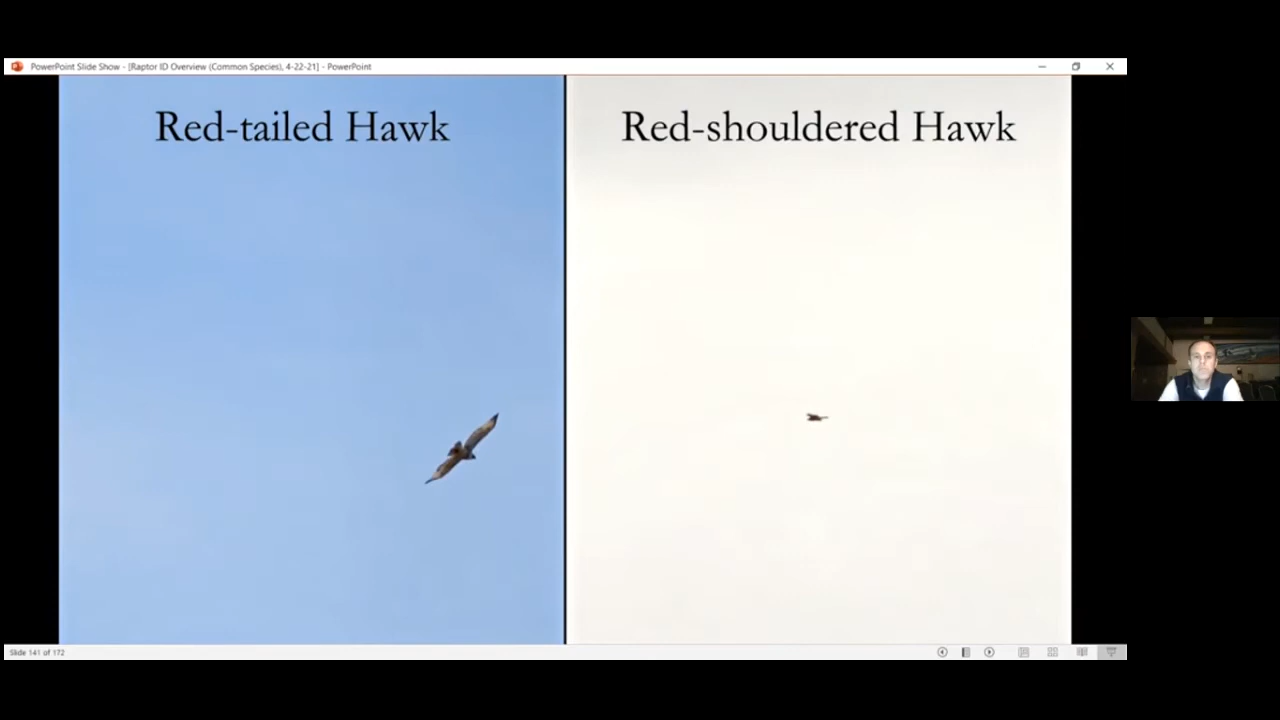 PowerPoint Slide Show - [Raptor ID Overview (Common Species), 4-22-21] - PowerPoint
Red-tailed Hawk
Red-shouldered Hawk
Slide 141 of 172